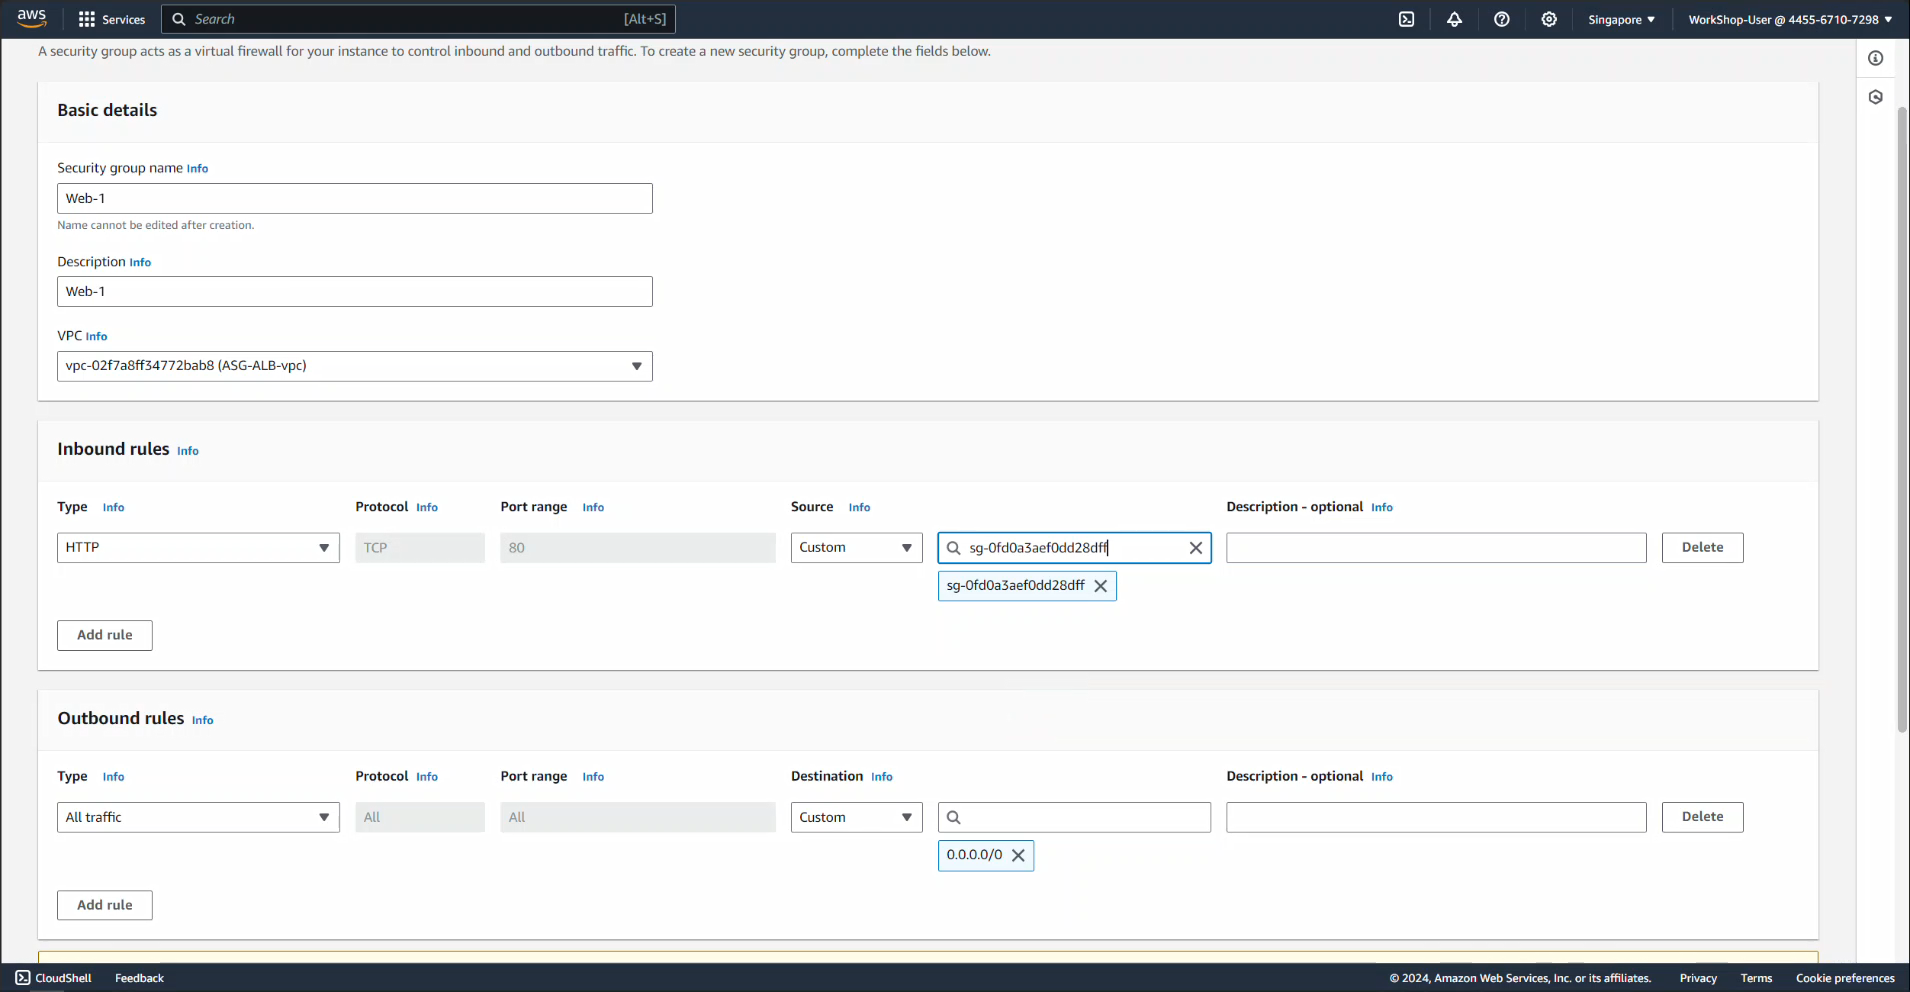 aws Services Search [Alt+S] Singapore WorkShop-User @ 4455-6710-7298
A security group acts as a virtual firewall for your instance to control inbound and outbound traffic. To create a new security group, complete the fields below.
Basic details
Security group name Info
Web-1
Name cannot be edited after creation.
Description Info
Web-1
VPC Info
vpc-02f7a8ff34772bab8 (ASG-ALB-vpc)
Inbound rules Info
Type Info Protocol Info Port range Info Source Info Description - optional Info
HTTP TCP 80 Custom sg-0fd0a3aef0dd28dff Delete
sg-0fd0a3aef0dd28dff
Add rule
Outbound rules Info
Type Info Protocol Info Port range Info Destination Info Description - optional Info
All traffic All All Custom Delete
0.0.0.0/0
Add rule
CloudShell Feedback © 2024, Amazon Web Services, Inc. or its affiliates. Privacy Terms Cookie preferences